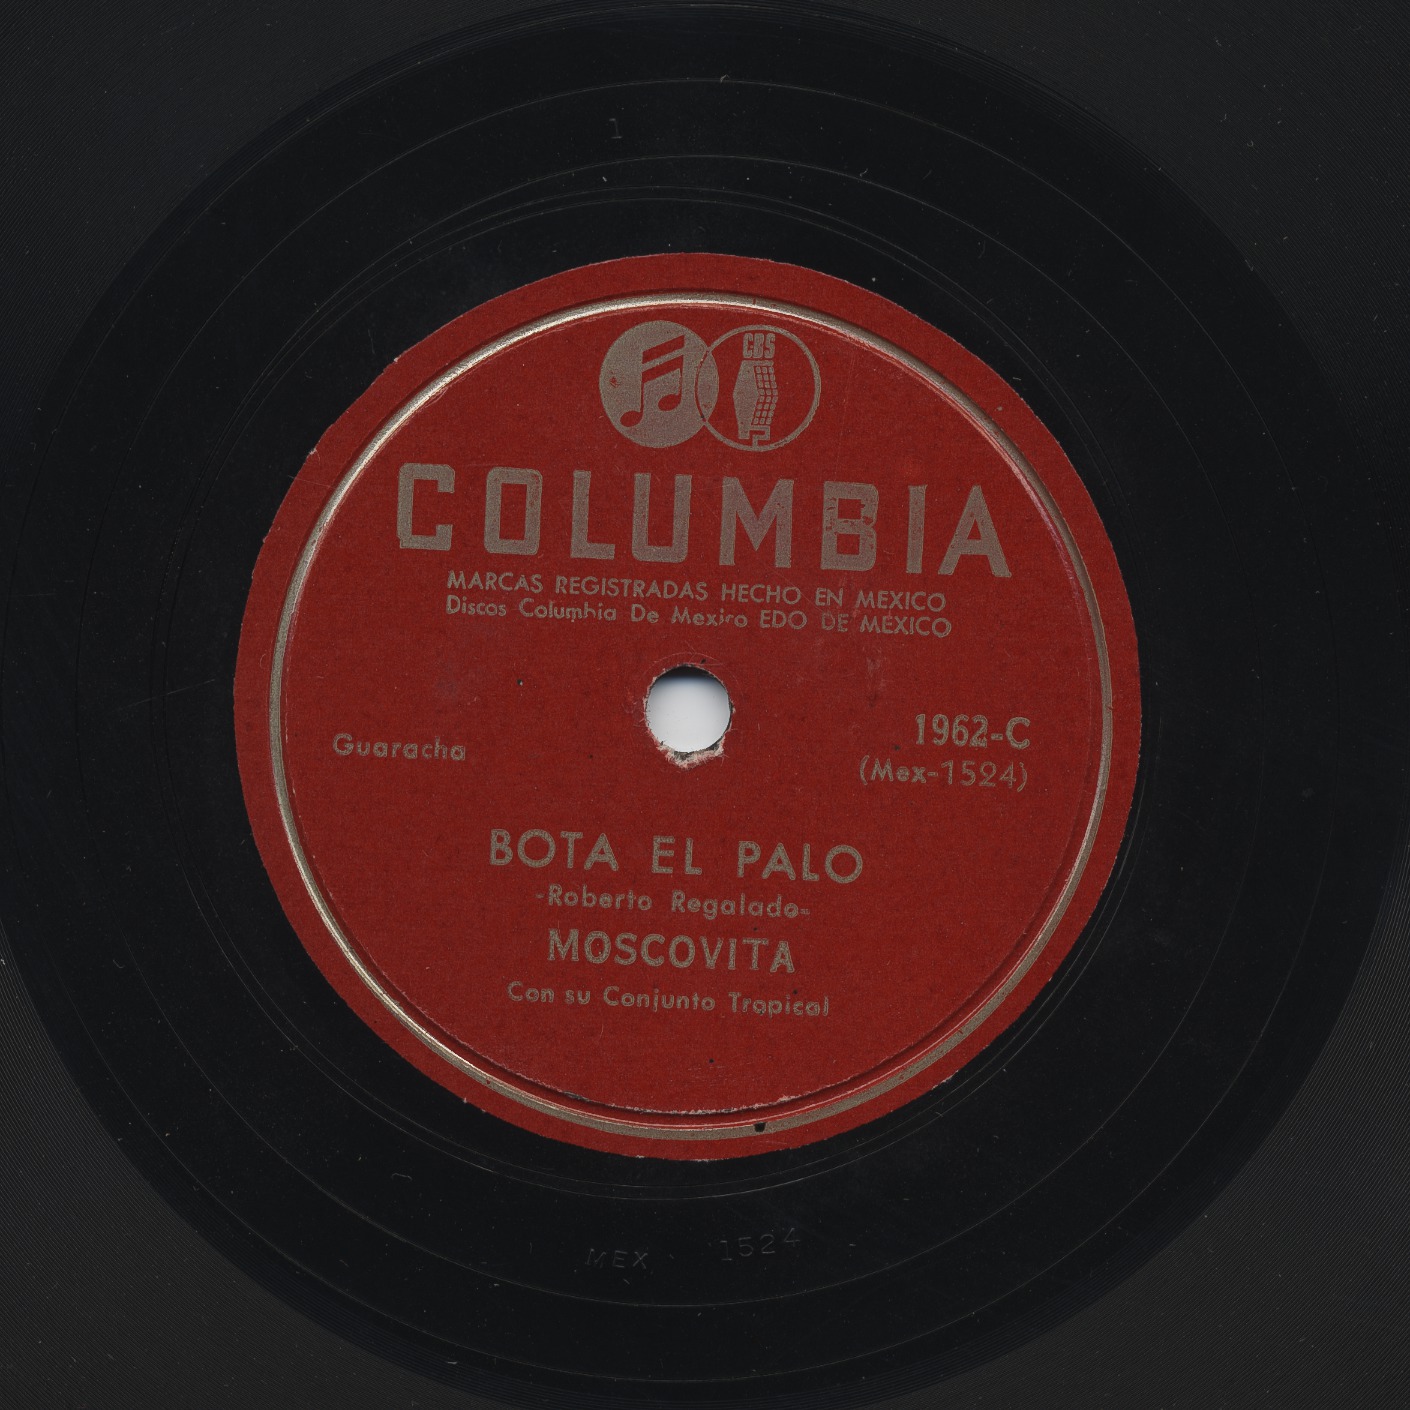 1
CBS
COLUMBIA
MARCAS REGISTRADAS HECHO EN MEXICO
Discos Columbia De Mexico EDO DE MEXICO
Guaracha
1962-C
(Mex-1524)
BOTA EL PALO
-Roberto Regalado-
MOSCOVITA
Con su Conjunto Tropical
MEX 1524